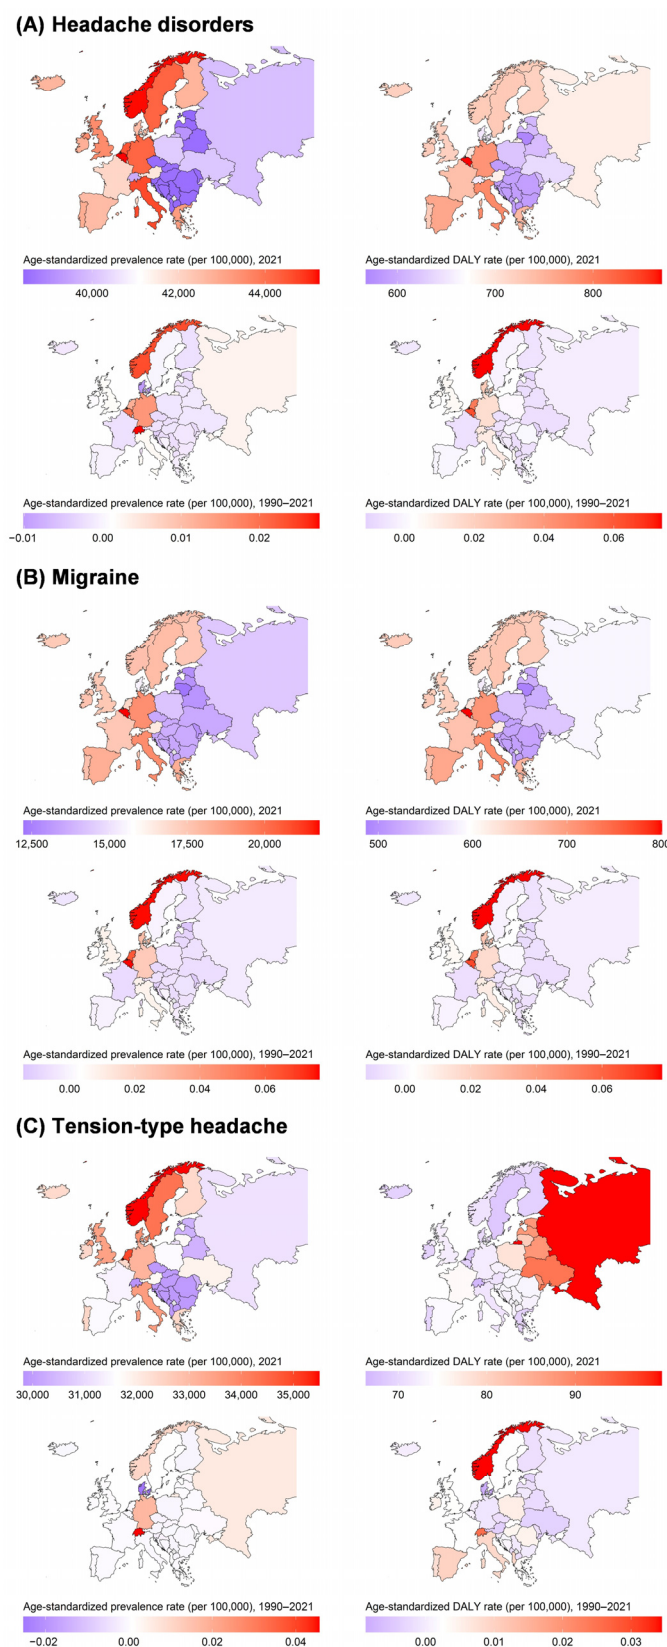 (A) Headache disorders
Age-standardized prevalence rate (per 100,000), 2021
40,000 42,000 44,000
Age-standardized DALY rate (per 100,000), 2021
600 700 800
Age-standardized prevalence rate (per 100,000), 1990–2021
−0.01 0.00 0.01 0.02
Age-standardized DALY rate (per 100,000), 1990–2021
0.00 0.02 0.04 0.06
(B) Migraine
Age-standardized prevalence rate (per 100,000), 2021
12,500 15,000 17,500 20,000
Age-standardized DALY rate (per 100,000), 2021
500 600 700 800
Age-standardized prevalence rate (per 100,000), 1990–2021
0.00 0.02 0.04 0.06
Age-standardized DALY rate (per 100,000), 1990–2021
0.00 0.02 0.04 0.06
(C) Tension-type headache
Age-standardized prevalence rate (per 100,000), 2021
30,000 31,000 32,000 33,000 34,000 35,000
Age-standardized DALY rate (per 100,000), 2021
70 80 90
Age-standardized prevalence rate (per 100,000), 1990–2021
−0.02 0.00 0.02 0.04
Age-standardized DALY rate (per 100,000), 1990–2021
0.00 0.01 0.02 0.03